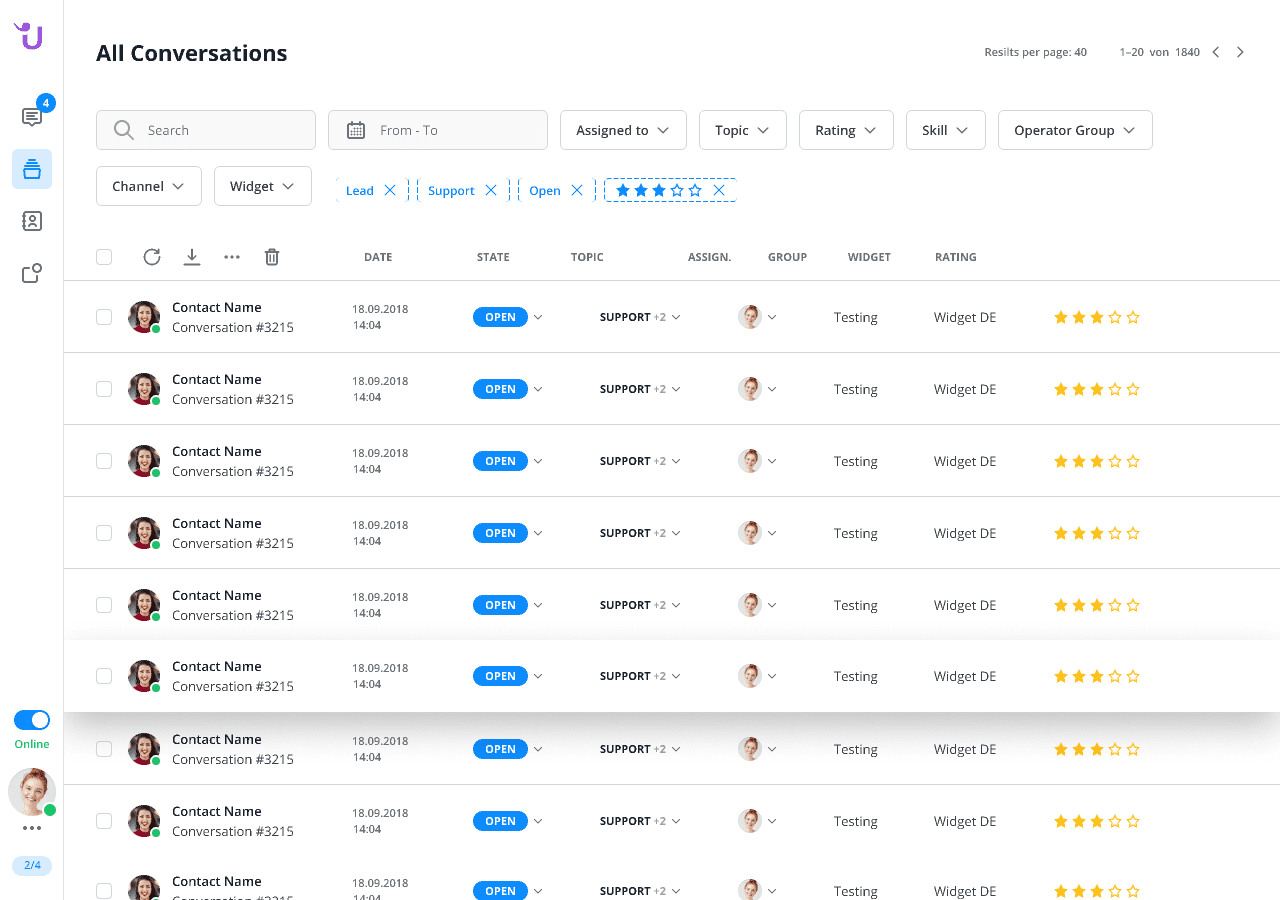 All Conversations
Resilts per page: 40 1–20 von 1840
4
Search From - To Assigned to Topic Rating Skill Operator Group
Channel Widget Lead Support Open
DATE STATE TOPIC ASSIGN. GROUP WIDGET RATING
Contact Name
Conversation #3215
18.09.2018
14:04
OPEN SUPPORT +2 Testing Widget DE
Contact Name
Conversation #3215
18.09.2018
14:04
OPEN SUPPORT +2 Testing Widget DE
Contact Name
Conversation #3215
18.09.2018
14:04
OPEN SUPPORT +2 Testing Widget DE
Contact Name
Conversation #3215
18.09.2018
14:04
OPEN SUPPORT +2 Testing Widget DE
Contact Name
Conversation #3215
18.09.2018
14:04
OPEN SUPPORT +2 Testing Widget DE
Contact Name
Conversation #3215
18.09.2018
14:04
OPEN SUPPORT +2 Testing Widget DE
Contact Name
Conversation #3215
18.09.2018
14:04
OPEN SUPPORT +2 Testing Widget DE
Contact Name
Conversation #3215
18.09.2018
14:04
OPEN SUPPORT +2 Testing Widget DE
Contact Name
Conversation #3215
18.09.2018
14:04
OPEN SUPPORT +2 Testing Widget DE
Online
2/4